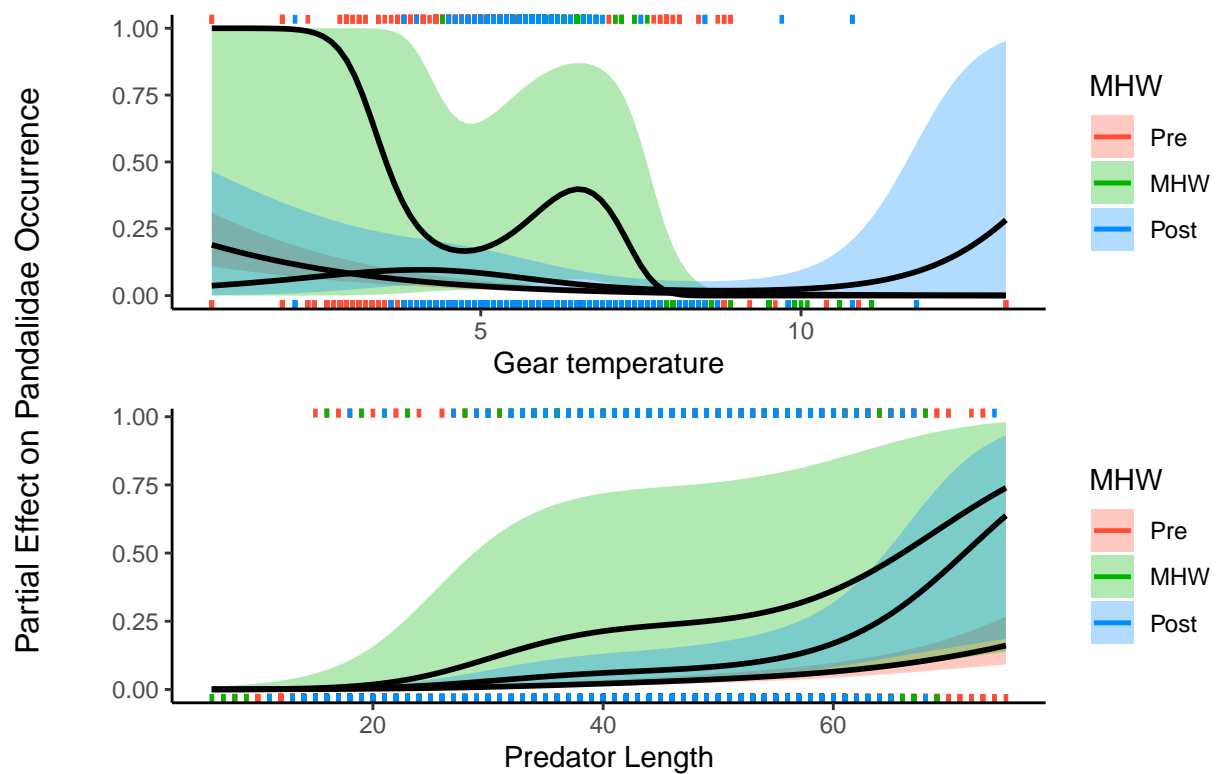 Partial Effect on Pandalidae Occurrence
1.00
0.75
0.50
0.25
0.00
5
10
Gear temperature
MHW
Pre
MHW
Post
1.00
0.75
0.50
0.25
0.00
20
40
60
Predator Length
MHW
Pre
MHW
Post